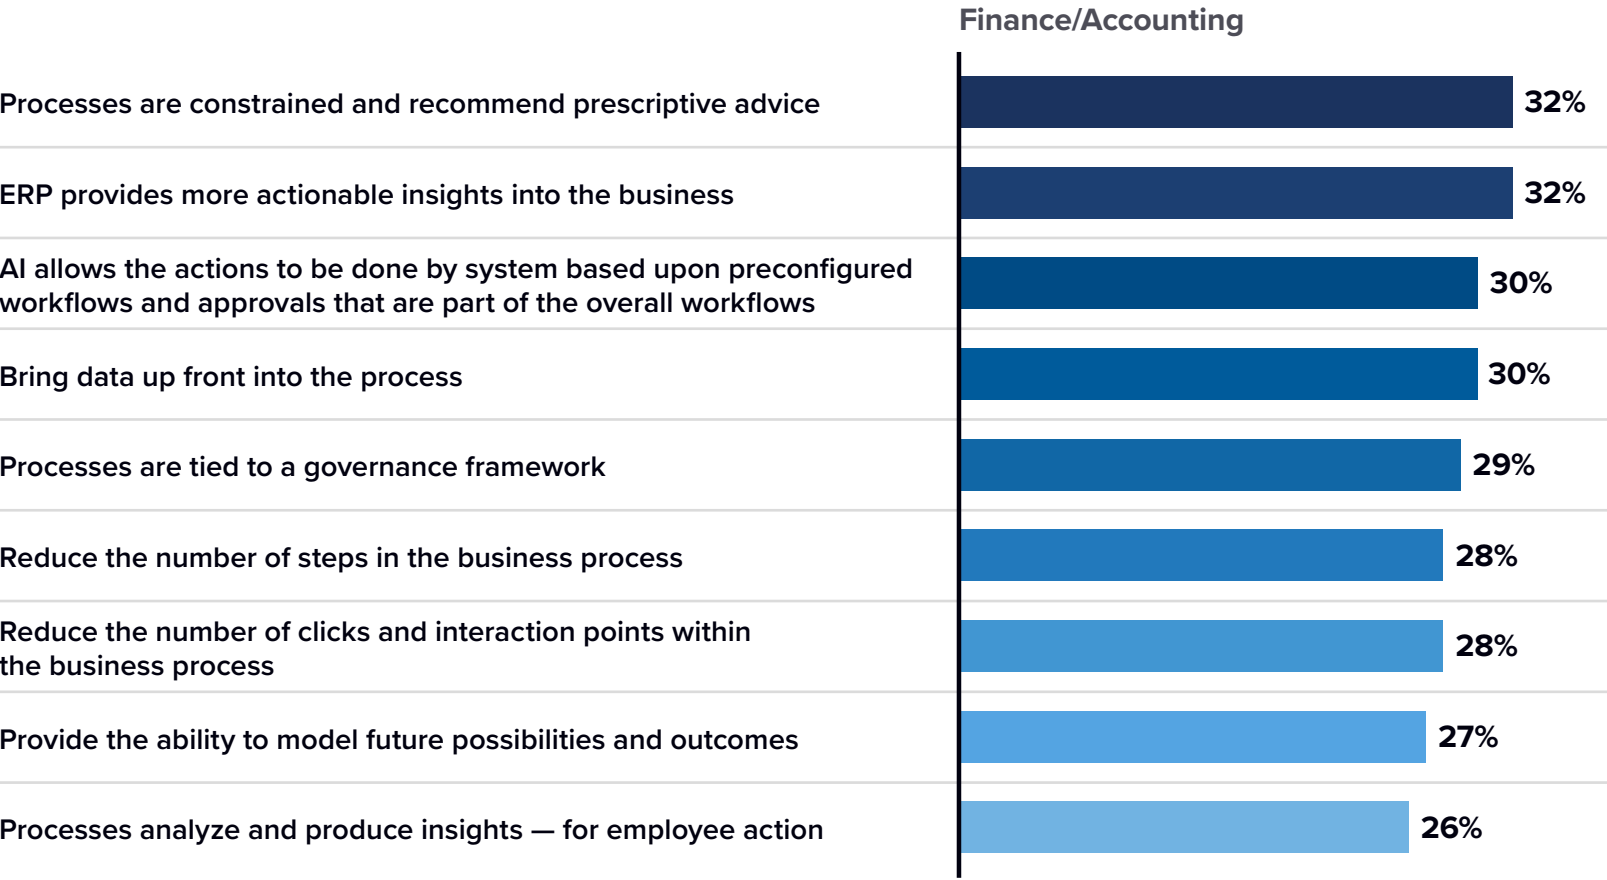 Finance/Accounting
Processes are constrained and recommend prescriptive advice
32%
ERP provides more actionable insights into the business
32%
AI allows the actions to be done by system based upon preconfigured
workflows and approvals that are part of the overall workflows
30%
Bring data up front into the process
30%
Processes are tied to a governance framework
29%
Reduce the number of steps in the business process
28%
Reduce the number of clicks and interaction points within
the business process
28%
Provide the ability to model future possibilities and outcomes
27%
Processes analyze and produce insights — for employee action
26%